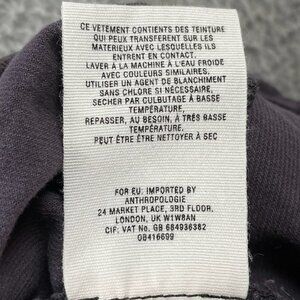 CE VETEMENT CONTIENT DES TEINTURE
QUI PEUX TRANSFERENT SUR LES
MATERIEUX AVEC LESQUELLES ILS
ENTRENT EN CONTACT.
LAVER À LA MACHINE À L'EAU FROIDE
AVEC COULEURS SIMILAIRES.
UTILISER UN AGENT DE BLANCHIMENT
SANS CHLORE SI NÉCESSAIRE.
SECHER PAR CULBUTAGE À BASSE
TEMPÉRATURE.
REPASSER, AU BESOIN, À TRÈS BASSE
TEMPÉRATURE.
PEUT ÊTRE ÊTRE NETTOYER À SEC
FOR EU: IMPORTED BY
ANTHROPOLOGIE
24 MARKET PLACE, 3RD FLOOR,
LONDON, UK W1W8AN
CIF: VAT No. GB 684936382
OB416699